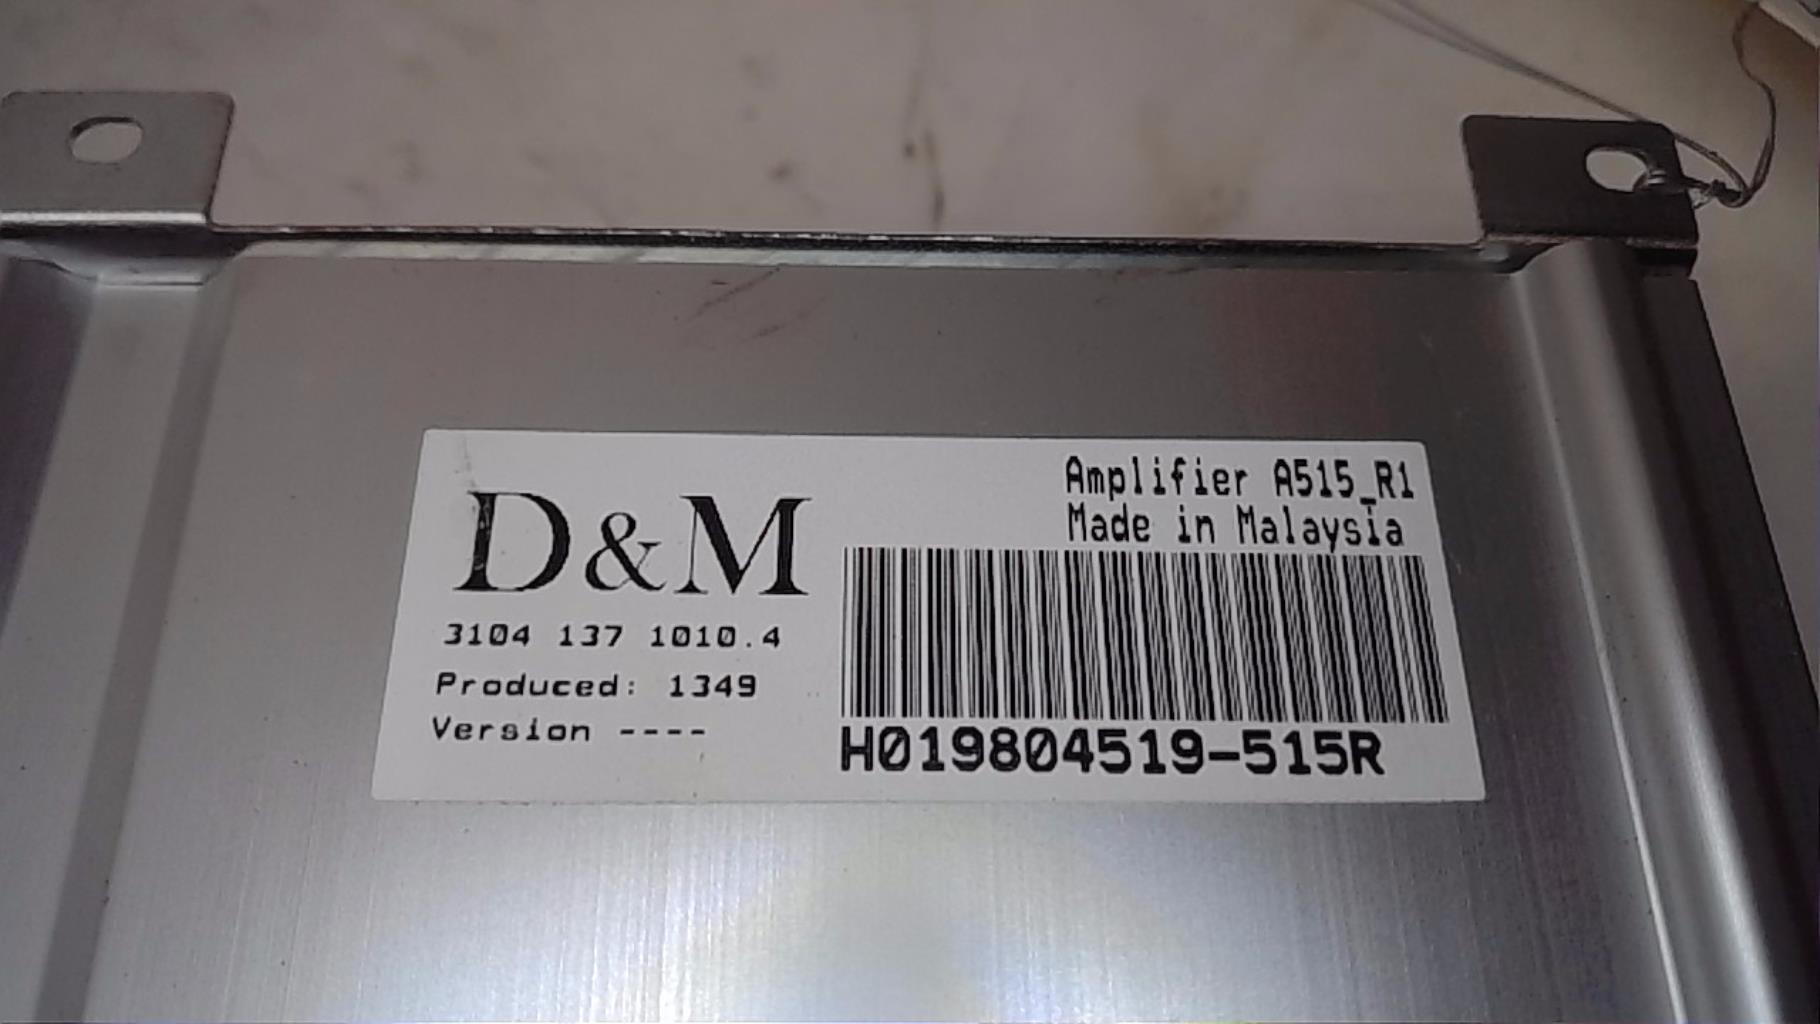 D&M
3104 137 1010.4
Produced: 1349
Version ----
Amplifier A515_R1
Made in Malaysia
H019804519-515R